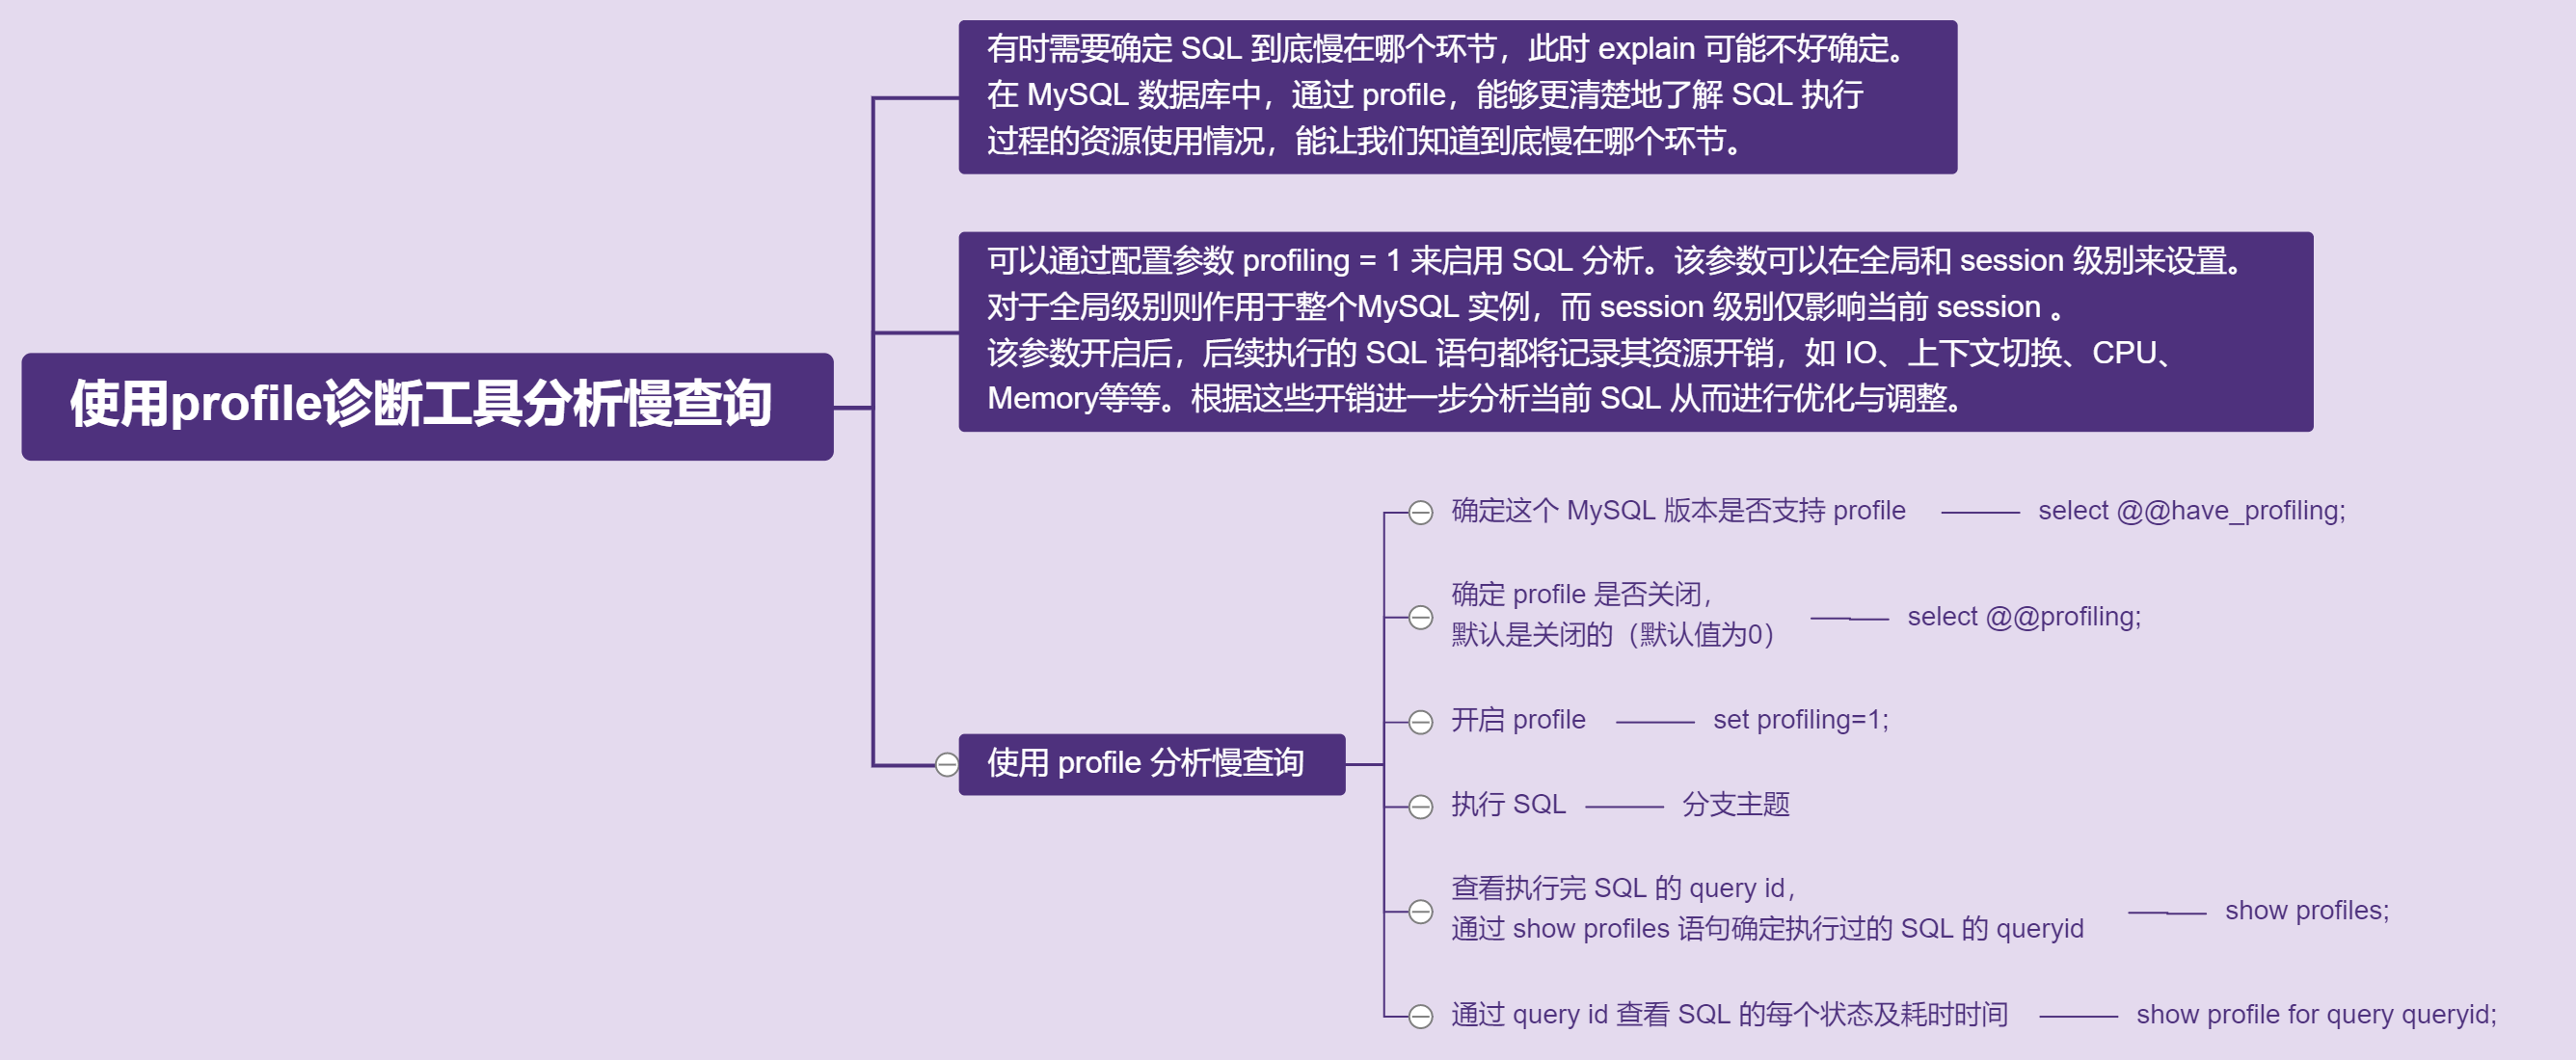 使用profile诊断工具分析慢查询
有时需要确定 SQL 到底慢在哪个环节，此时 explain 可能不好确定。
在 MySQL 数据库中，通过 profile，能够更清楚地了解 SQL 执行
过程的资源使用情况，能让我们知道到底慢在哪个环节。
可以通过配置参数 profiling = 1 来启用 SQL 分析。该参数可以在全局和 session 级别来设置。
对于全局级别则作用于整个MySQL 实例，而 session 级别仅影响当前 session 。
该参数开启后，后续执行的 SQL 语句都将记录其资源开销，如 IO、上下文切换、CPU、
Memory等等。根据这些开销进一步分析当前 SQL 从而进行优化与调整。
使用 profile 分析慢查询
确定这个 MySQL 版本是否支持 profile
select @@have_profiling;
确定 profile 是否关闭，
默认是关闭的（默认值为0）
select @@profiling;
开启 profile
set profiling=1;
执行 SQL
分支主题
查看执行完 SQL 的 query id，
通过 show profiles 语句确定执行过的 SQL 的 queryid
show profiles;
通过 query id 查看 SQL 的每个状态及耗时时间
show profile for query queryid;